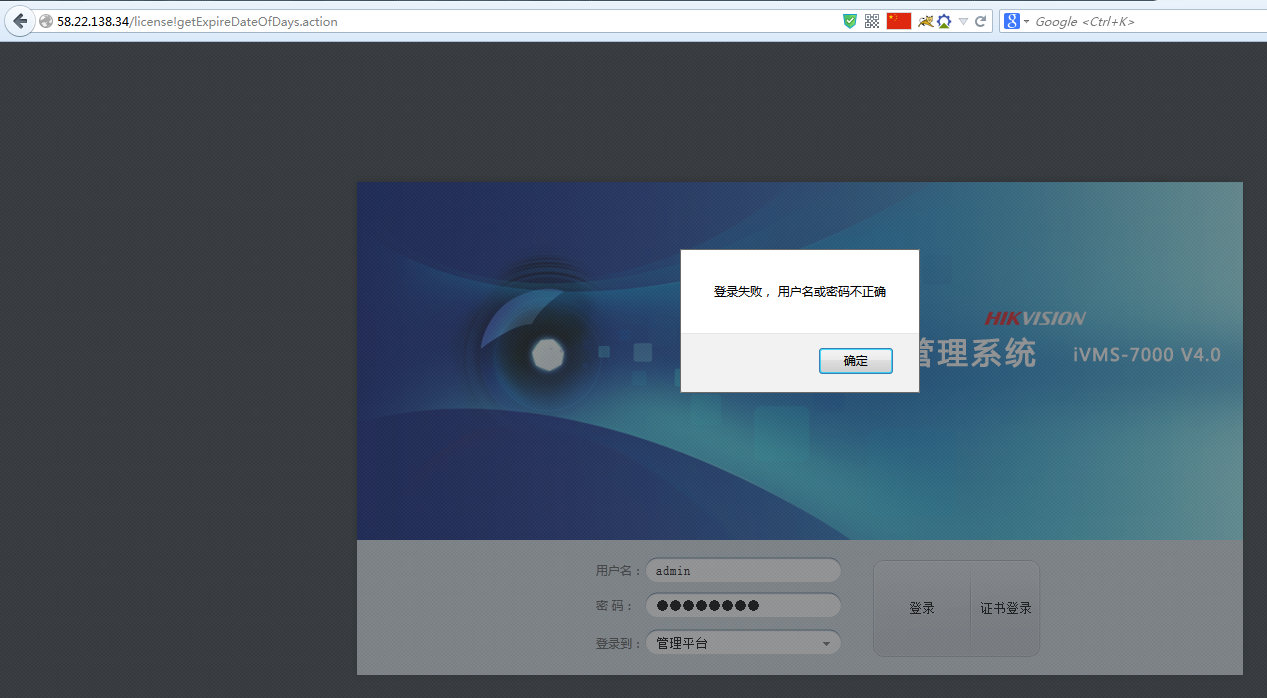 58.22.138.34/license!getExpireDateOfDays.action
Google <Ctrl+K>
登录失败，用户名或密码不正确
确定
HIKVISION
管理系统 iVMS-7000 V4.0
用户名： admin
密 码：
登录到： 管理平台
登录 证书登录